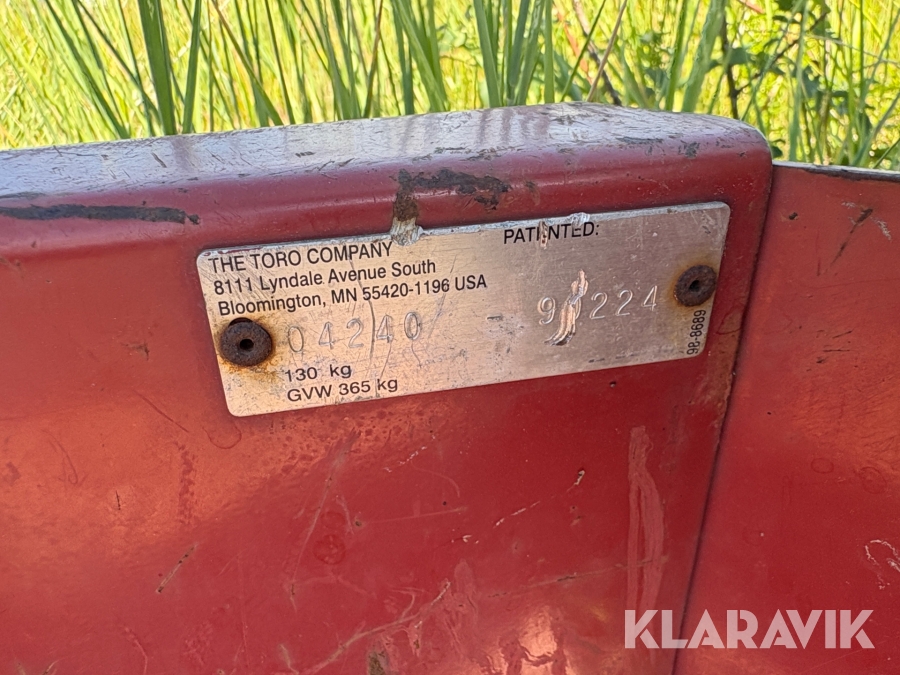 THE TORO COMPANY
8111 Lyndale Avenue South
Bloomington, MN 55420-1196 USA
PATENTED:
04240 -
130 kg
GVW 365 kg
98-8689
KLARAVIK